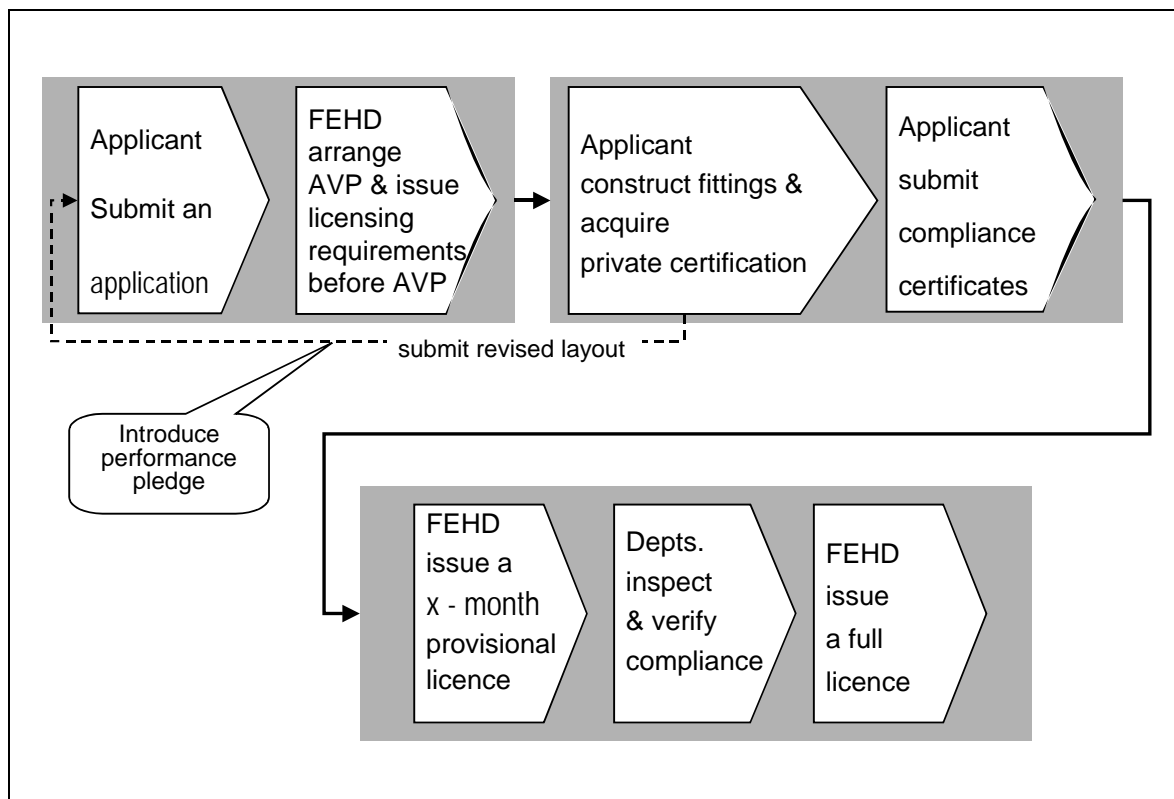 Applicant
Submit an
application
FEHD
arrange
AVP & issue
licensing
requirements
before AVP
Applicant
construct fittings &
acquire
private certification
Applicant
submit
compliance
certificates
submit revised layout
Introduce
performance
pledge
FEHD
issue a
x - month
provisional
licence
Depts.
inspect
& verify
compliance
FEHD
issue
a full
licence